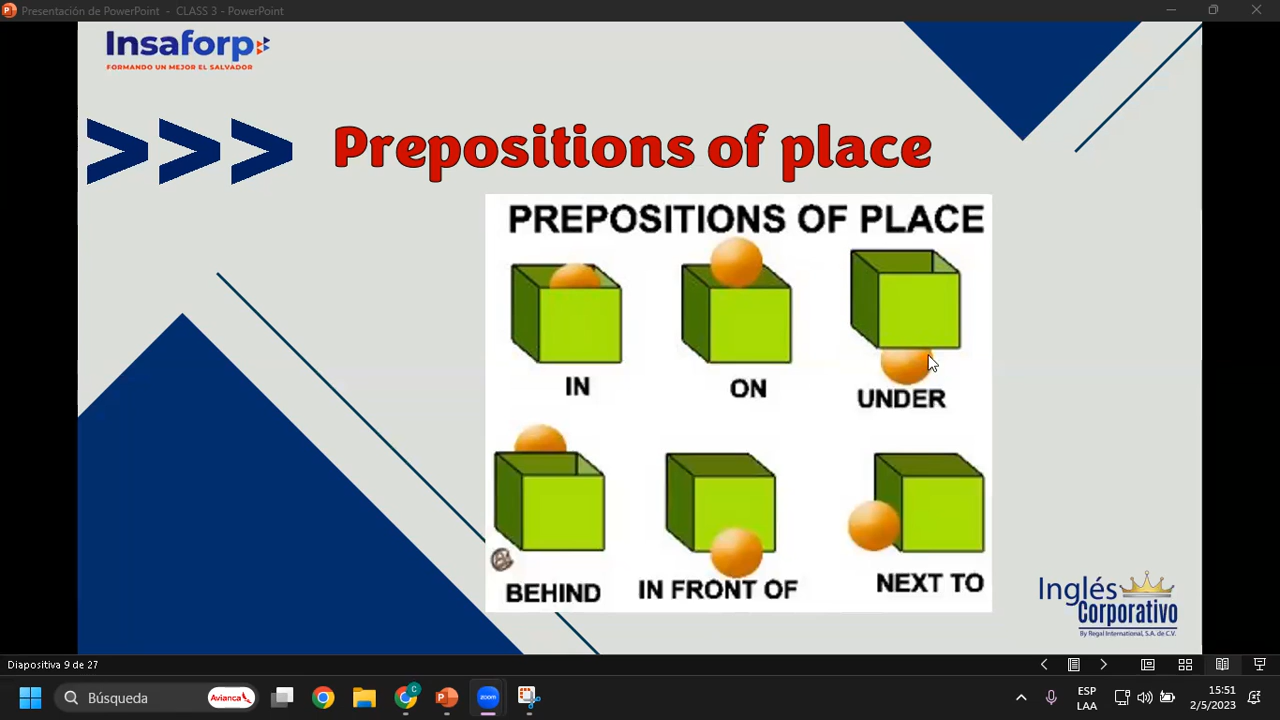 Presentación de PowerPoint - CLASS 3 - PowerPoint
Insaforp
FORMANDO UN MEJOR EL SALVADOR
>>> Prepositions of place
PREPOSITIONS OF PLACE
IN
ON
UNDER
BEHIND
IN FRONT OF
NEXT TO
Inglés
Corporativo
By Regal International, S.A. de C.V.
Diapositiva 9 de 27
Búsqueda
Avianca
C
zoom
ESP
LAA
15:51
2/5/2023